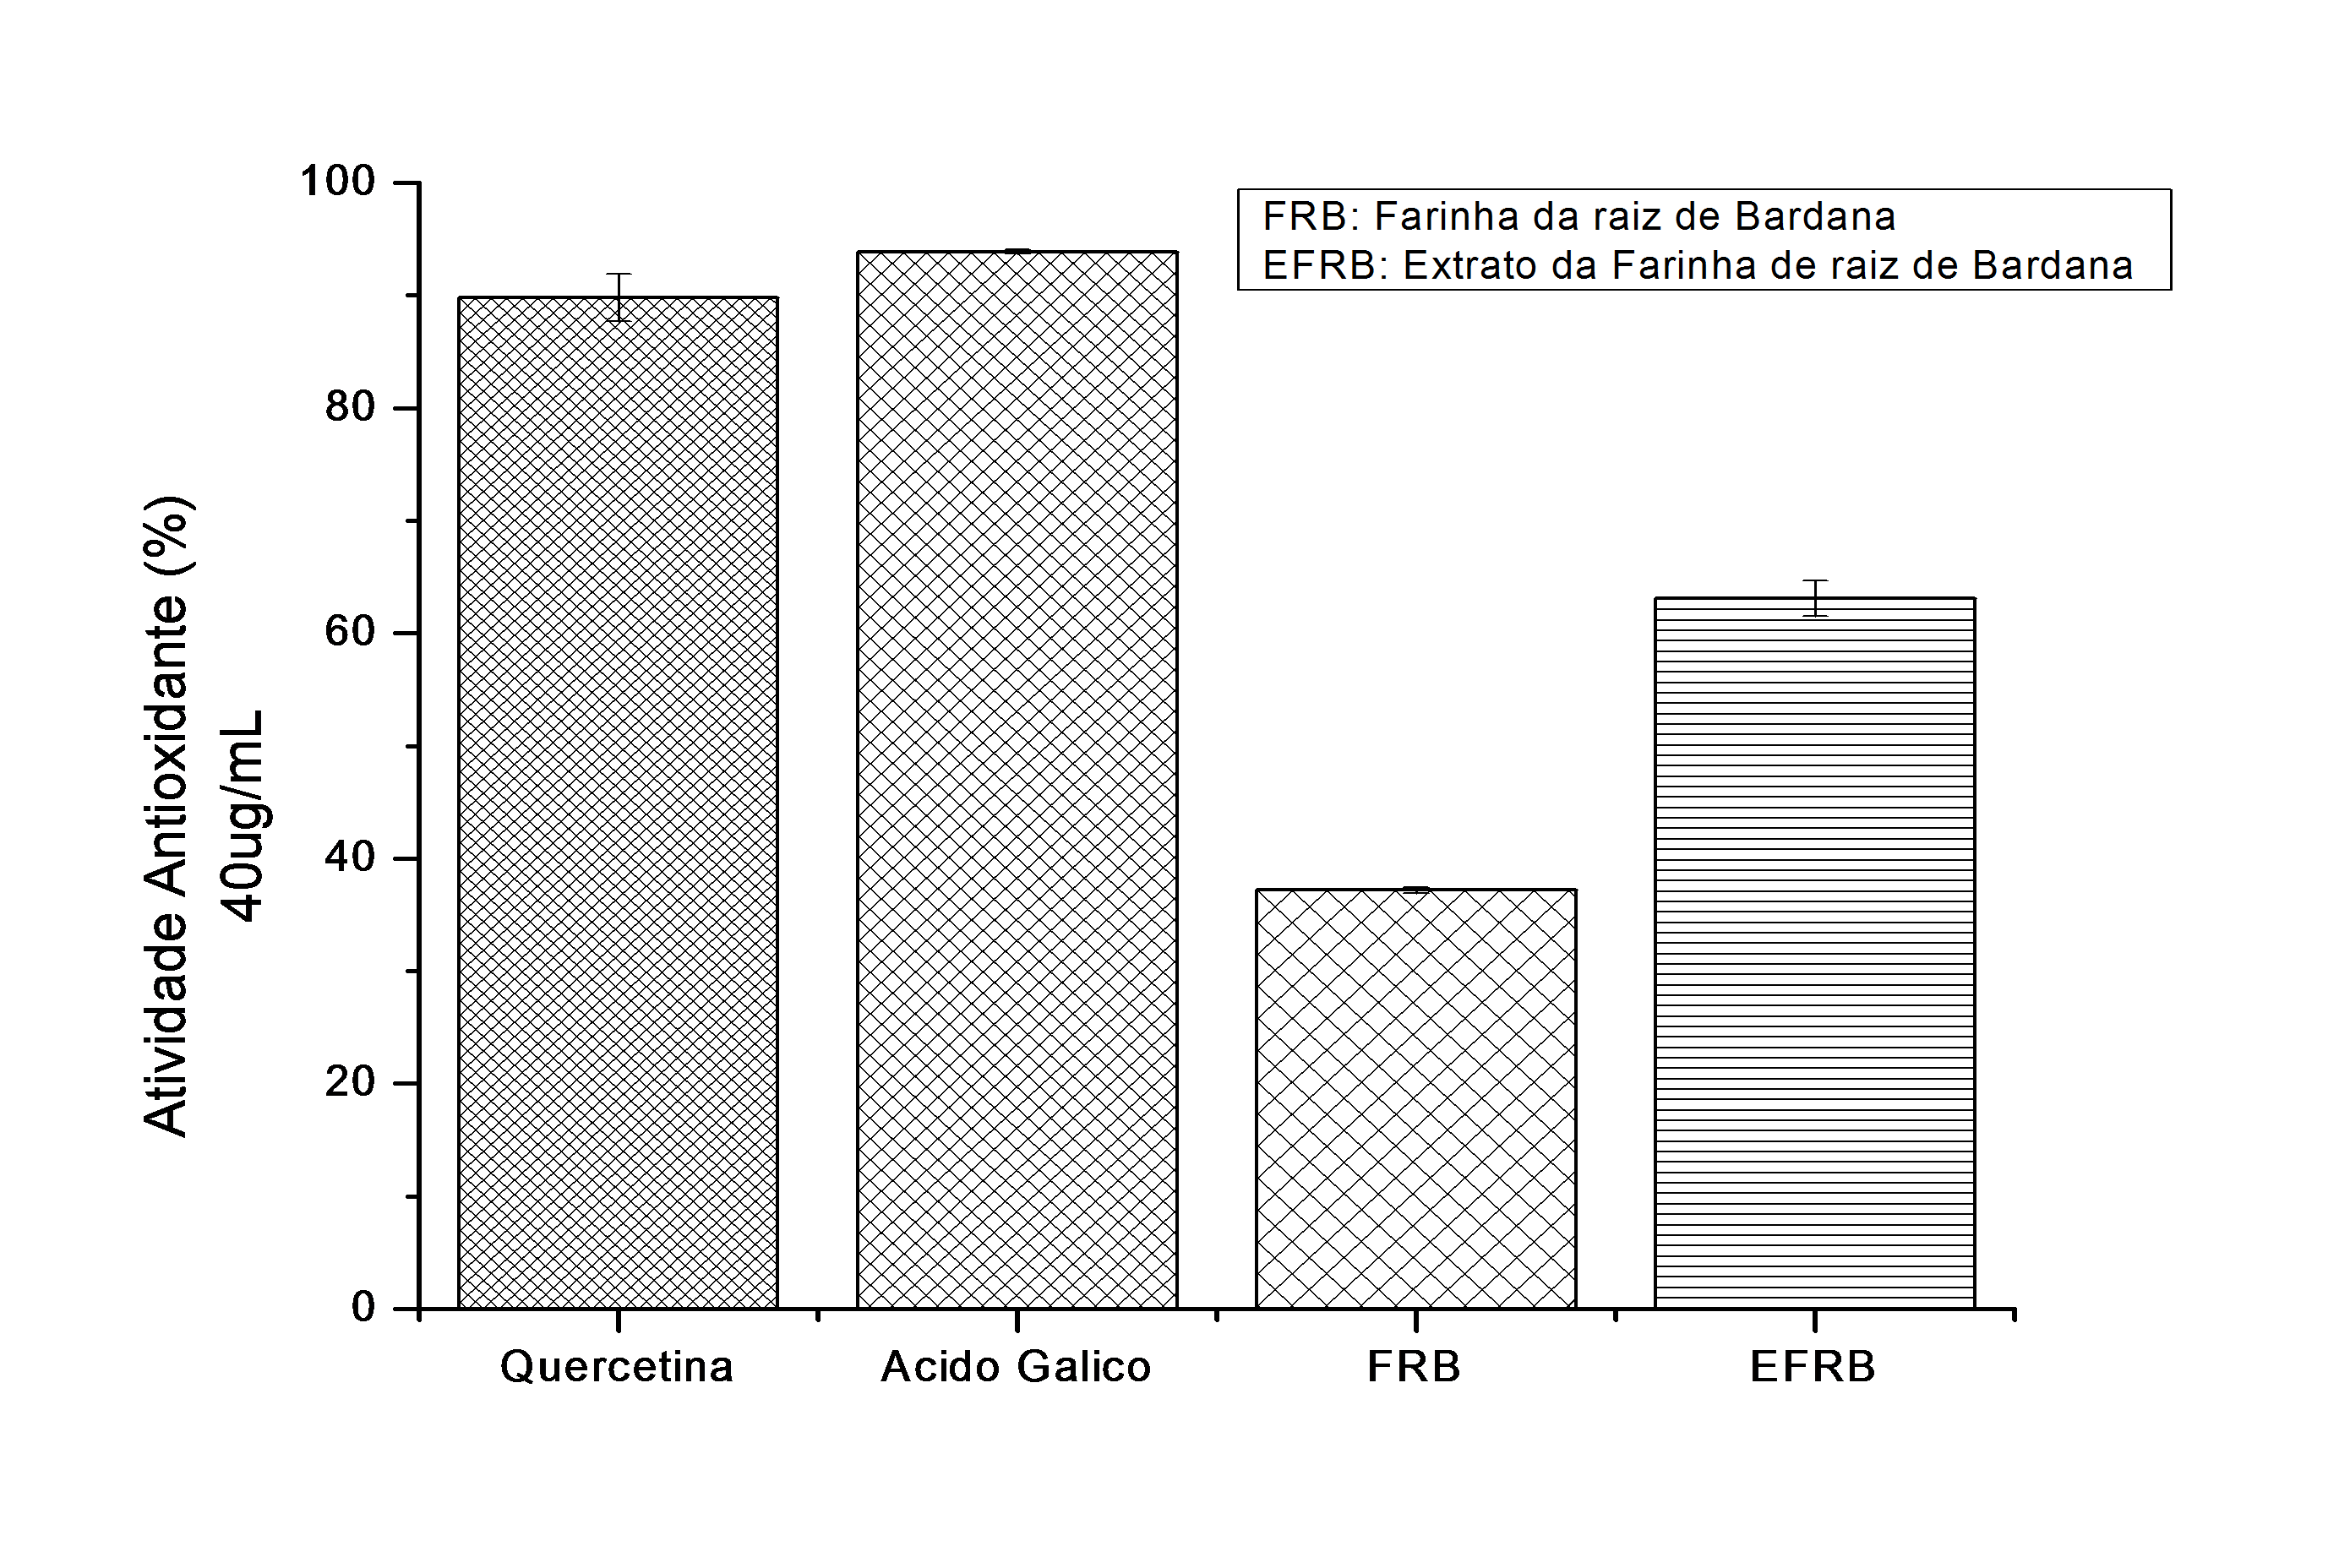 100
80
60
40
20
0
Atividade Antioxidante (%)
40ug/mL
FRB: Farinha da raiz de Bardana
EFRB: Extrato da Farinha de raiz de Bardana
Quercetina
Acido Galico
FRB
EFRB